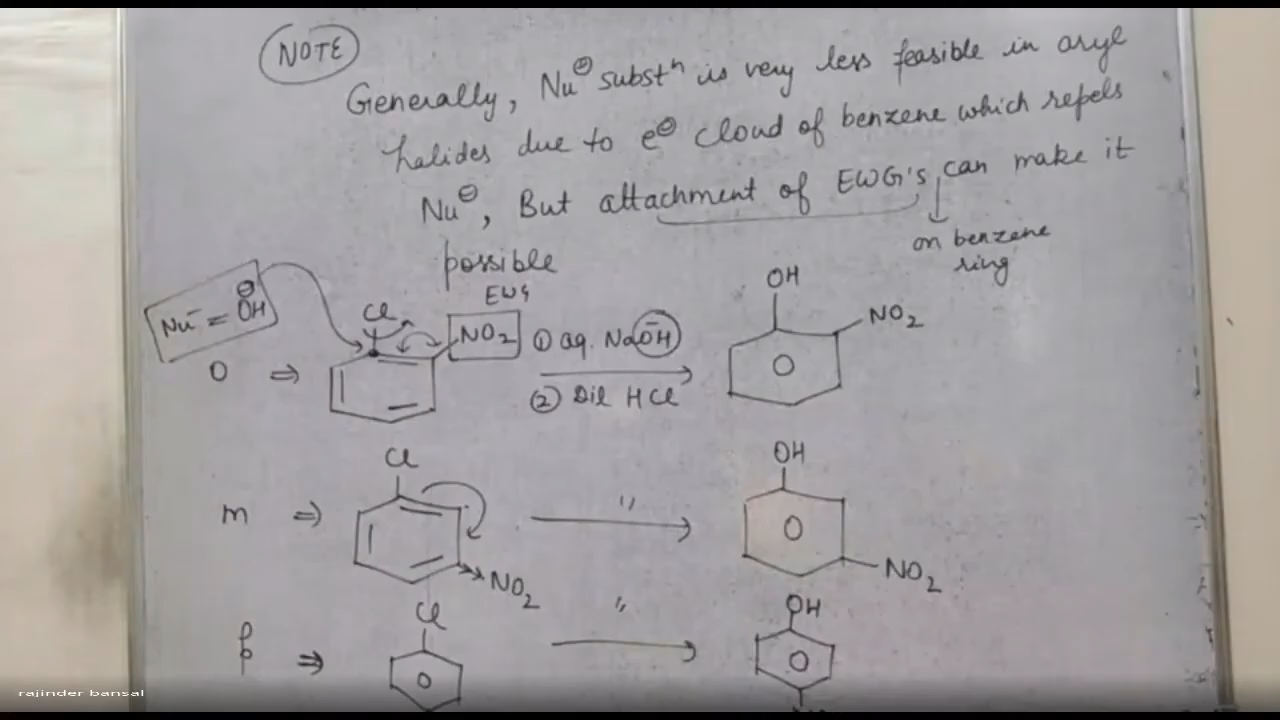 NOTE
Generally, Nu⊖ substⁿ is very less feasible in aryl
halides due to e⊖ cloud of benzene which repels
Nu⊖, But attachment of EWG's can make it
on benzene
ring
possible
EWG
Nu⁻ = ⊖OH
Cl
NO₂
① aq. NaOH⁻
② Dil HCl
OH
NO₂
O ⇒
Cl
OH
m ⇒
〃
NO₂
NO₂
Cl
OH
p ⇒
〃
rajinder bansal